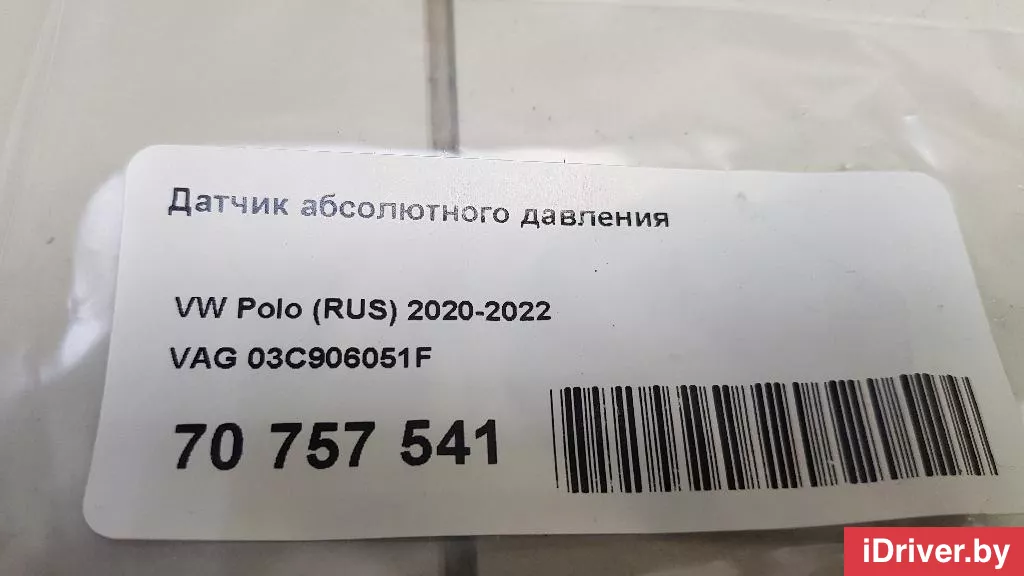 Датчик абсолютного давления
VW Polo (RUS) 2020-2022
VAG 03C906051F
70 757 541
iDriver.by